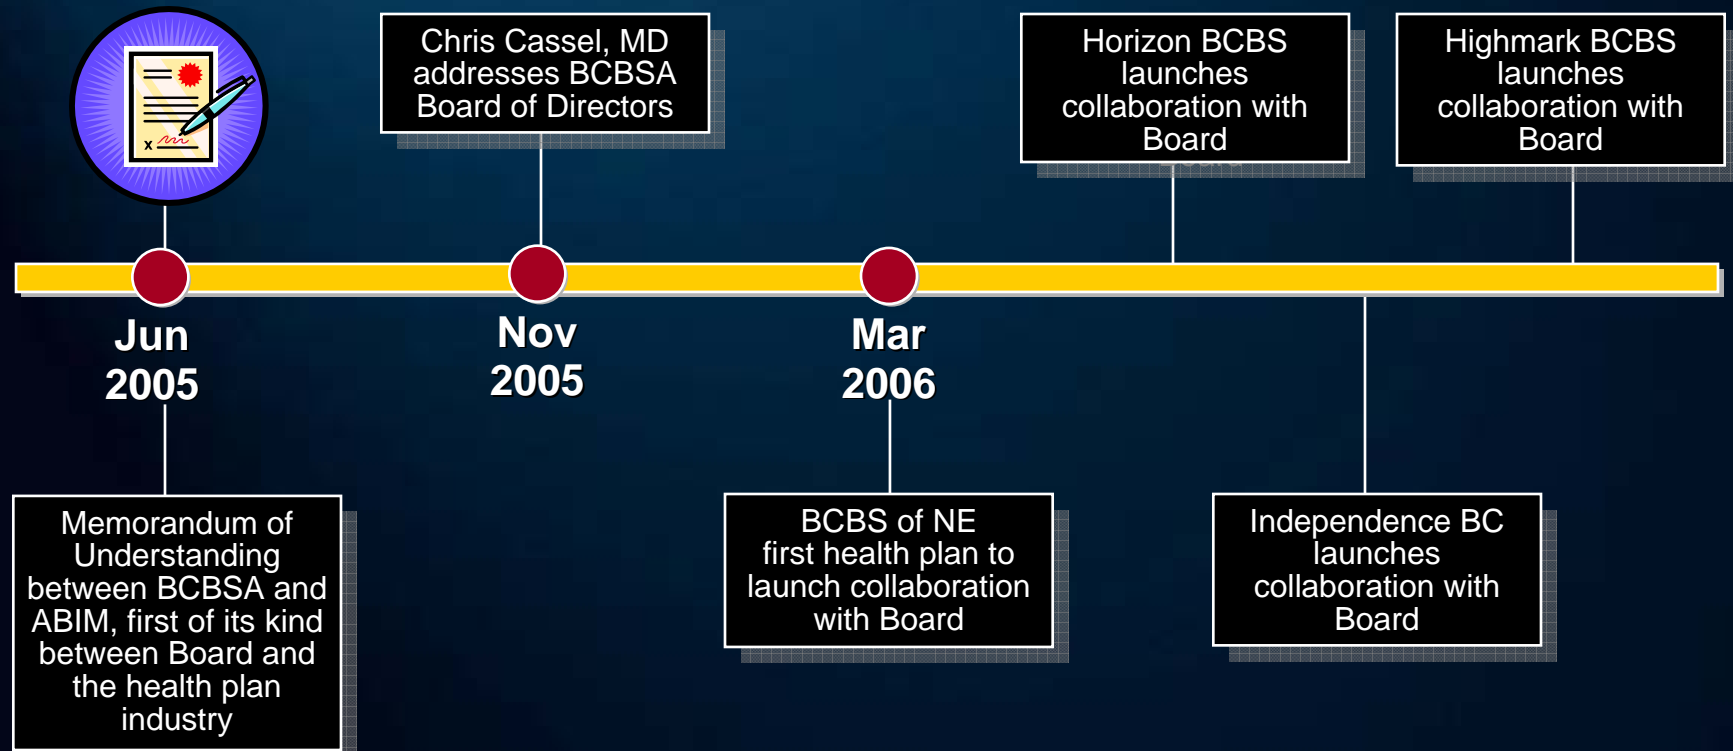 Chris Cassel, MD
addresses BCBSA
Board of Directors
Horizon BCBS
launches
collaboration with
Board
Highmark BCBS
launches
collaboration with
Board
x
Jun
2005
Nov
2005
Mar
2006
Memorandum of
Understanding
between BCBSA and
ABIM, first of its kind
between Board and
the health plan
industry
BCBS of NE
first health plan to
launch collaboration
with Board
Independence BC
launches
collaboration with
Board